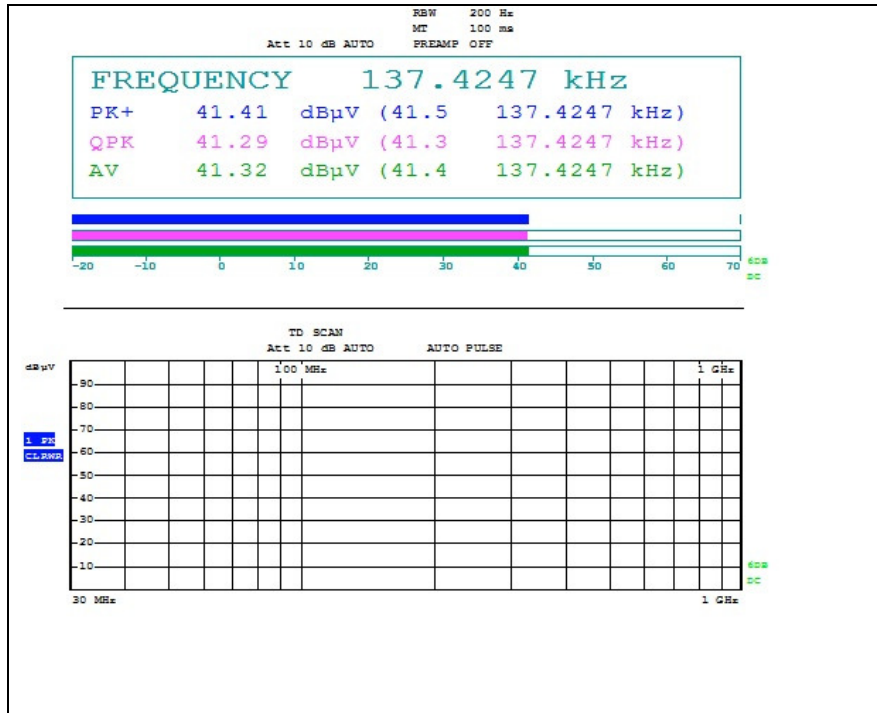 RBW 200 Hz
MT 100 ms
Att 10 dB AUTO PREAMP OFF
FREQUENCY 137.4247 kHz
PK+ 41.41 dBµV (41.5 137.4247 kHz)
QPK 41.29 dBµV (41.3 137.4247 kHz)
AV 41.32 dBµV (41.4 137.4247 kHz)
-20 -10 0 10 20 30 40 50 60 70
6DB
DC
TD SCAN
Att 10 dB AUTO AUTO PULSE
dBµV
100 MHz 1 GHz
90
80
70
1 PK
CLRWR
60
50
40
30
20
10
6DB
DC
30 MHz 1 GHz